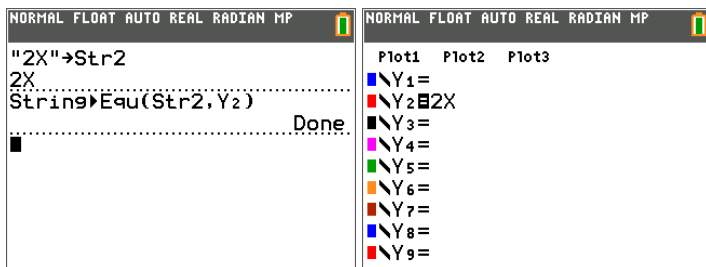 NORMAL FLOAT AUTO REAL RADIAN MP
"2X"→Str2
2X
String▶Equ(Str2,Y₂)
Done
NORMAL FLOAT AUTO REAL RADIAN MP
Plot1 Plot2 Plot3
\Y₁=
\Y₂=2X
\Y₃=
\Y₄=
\Y₅=
\Y₆=
\Y₇=
\Y₈=
\Y₉=